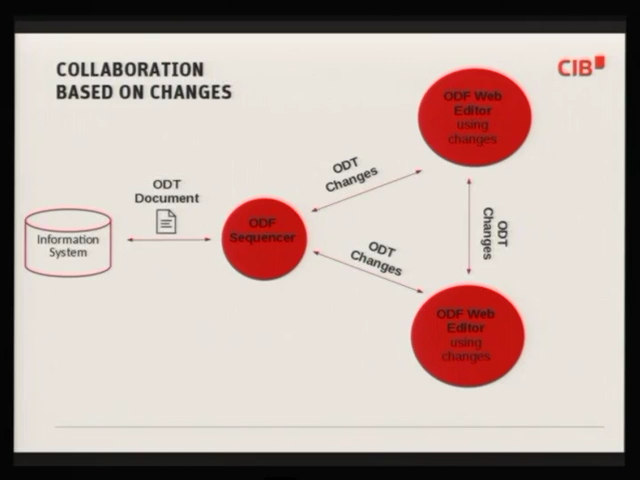 COLLABORATION
BASED ON CHANGES
CIB
ODF Web
Editor
using
changes
ODT
Changes
ODT
Document
Information
System
ODF
Sequencer
ODT
Changes
ODT
Changes
ODF Web
Editor
using
changes